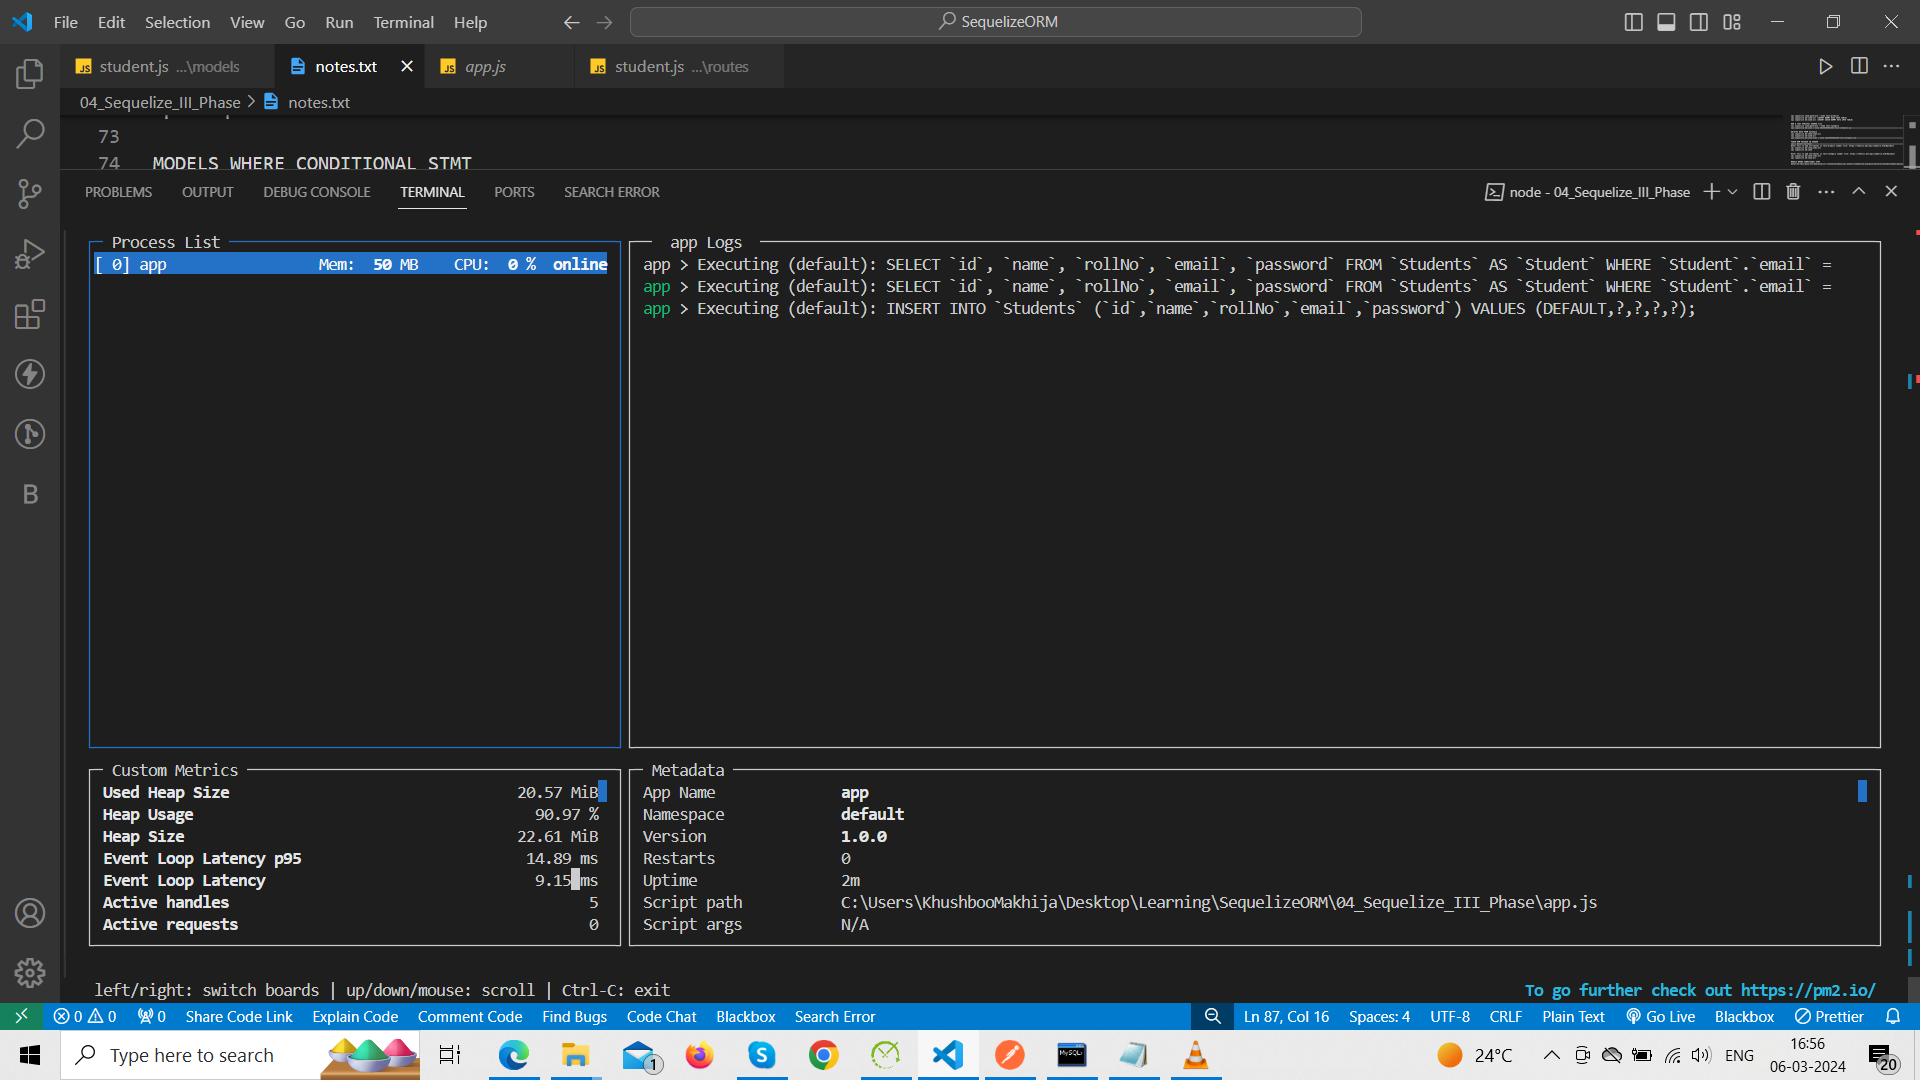 File Edit Selection View Go Run Terminal Help
SequelizeORM
JS student.js ...\models
notes.txt
JS app.js
JS student.js ...\routes
04_Sequelize_III_Phase > notes.txt
73
74 MODELS WHERE CONDITIONAL STMT
PROBLEMS OUTPUT DEBUG CONSOLE TERMINAL PORTS SEARCH ERROR
node - 04_Sequelize_III_Phase
Process List
[ 0] app Mem: 50 MB CPU: 0 % online
app Logs
app > Executing (default): SELECT `id`, `name`, `rollNo`, `email`, `password` FROM `Students` AS `Student` WHERE `Student`.`email` =
app > Executing (default): SELECT `id`, `name`, `rollNo`, `email`, `password` FROM `Students` AS `Student` WHERE `Student`.`email` =
app > Executing (default): INSERT INTO `Students` (`id`,`name`,`rollNo`,`email`,`password`) VALUES (DEFAULT,?,?,?,?);
Custom Metrics
Used Heap Size 20.57 MiB
Heap Usage 90.97 %
Heap Size 22.61 MiB
Event Loop Latency p95 14.89 ms
Event Loop Latency 9.15 ms
Active handles 5
Active requests 0
Metadata
App Name app
Namespace default
Version 1.0.0
Restarts 0
Uptime 2m
Script path C:\Users\KhushbooMakhija\Desktop\Learning\SequelizeORM\04_Sequelize_III_Phase\app.js
Script args N/A
left/right: switch boards | up/down/mouse: scroll | Ctrl-C: exit
To go further check out https://pm2.io/
0 0 0 Share Code Link Explain Code Comment Code Find Bugs Code Chat Blackbox Search Error
Ln 87, Col 16 Spaces: 4 UTF-8 CRLF Plain Text Go Live Blackbox Prettier
Type here to search
1
24°C
ENG
16:56
06-03-2024
20